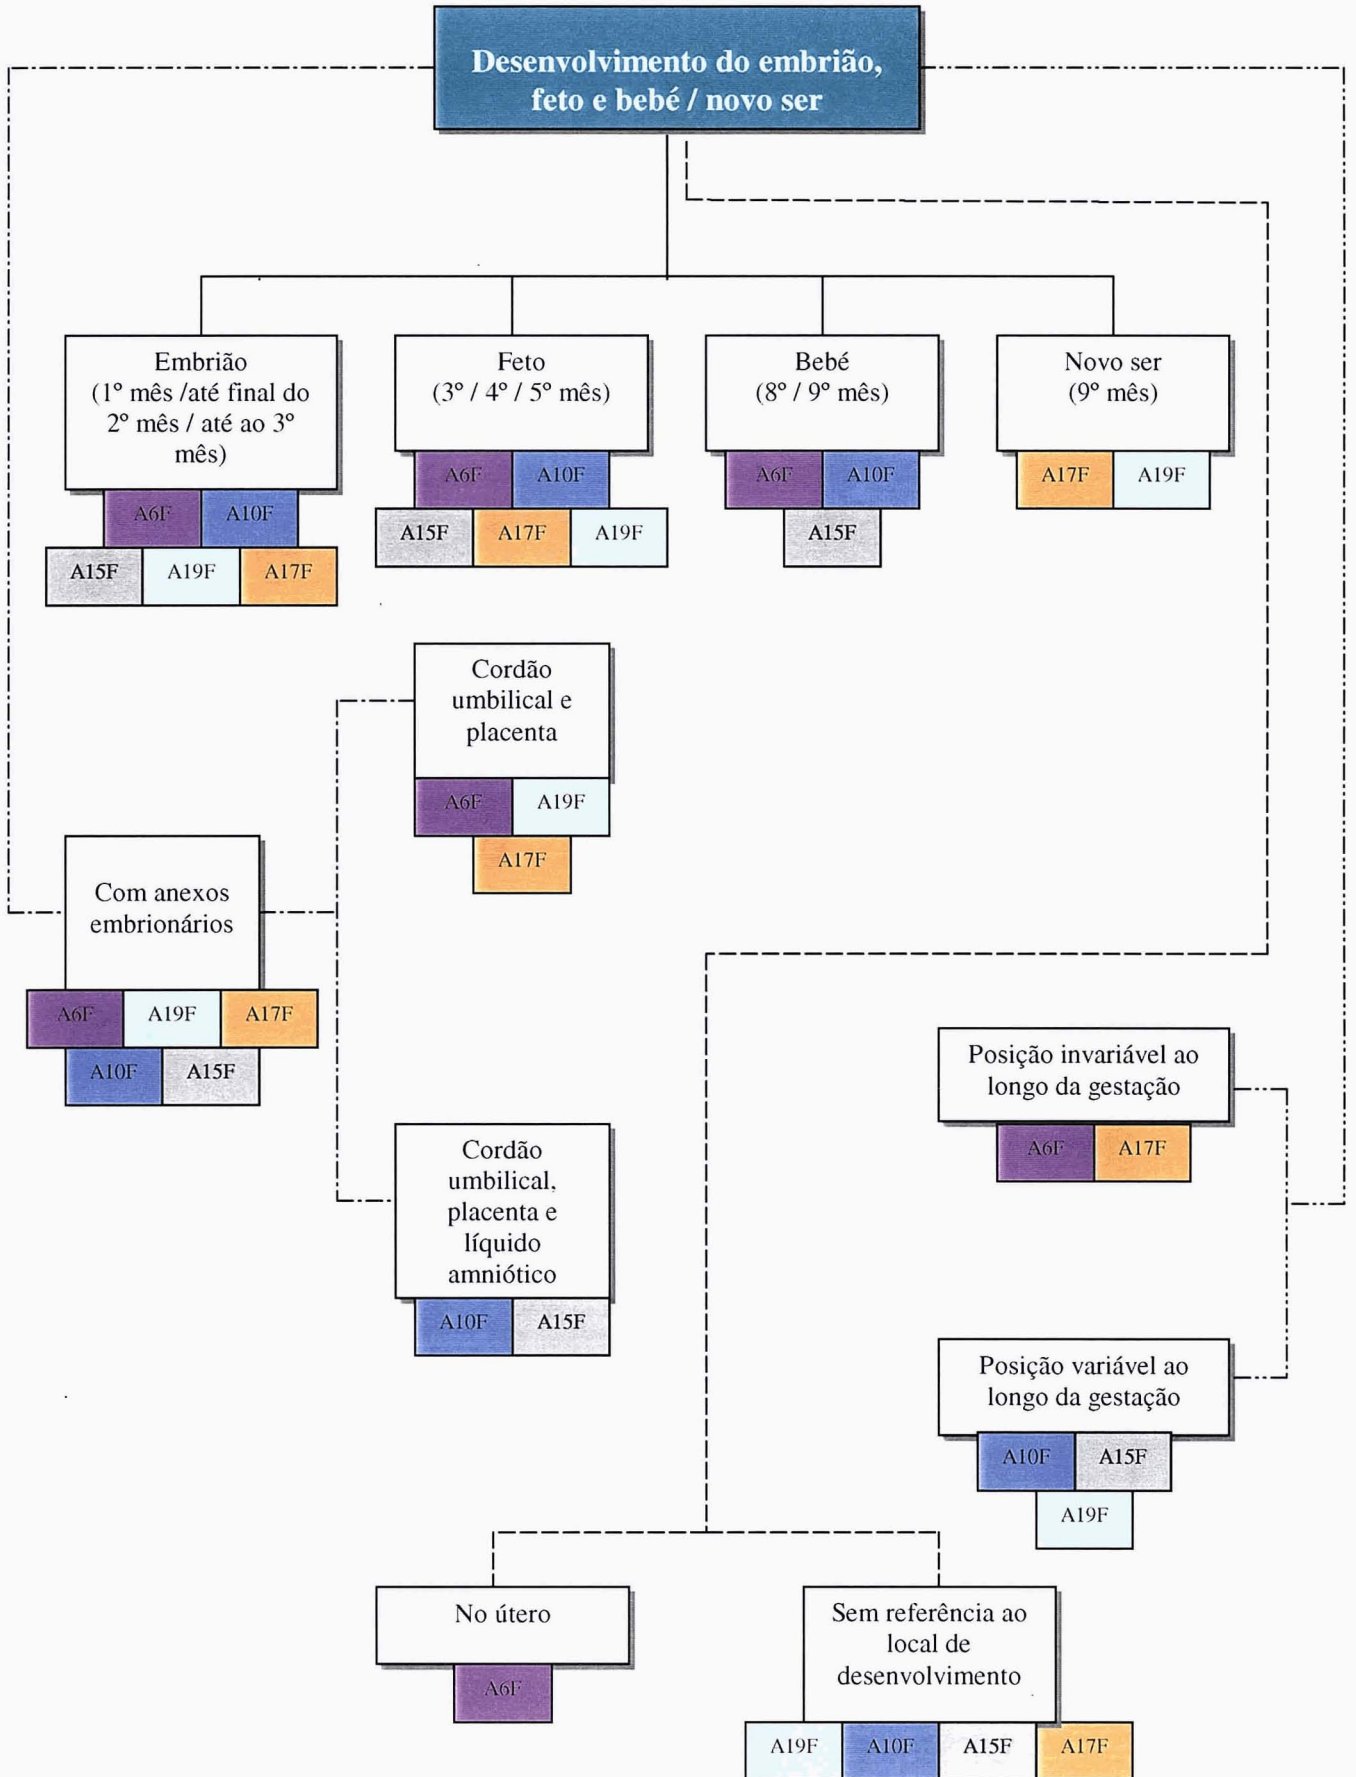 Desenvolvimento do embrião,
feto e bebé / novo ser
Embrião
(1º mês /até final do
2º mês / até ao 3º
mês)
A6F
A10F
A15F
A19F
A17F
Feto
(3º / 4º / 5º mês)
A6F
A10F
A15F
A17F
A19F
Bebé
(8º / 9º mês)
A6F
A10F
A15F
Novo ser
(9º mês)
A17F
A19F
Cordão
umbilical e
placenta
A6F
A19F
A17F
Com anexos
embrionários
A6F
A19F
A17F
A10F
A15F
Cordão
umbilical,
placenta e
líquido
amniótico
A10F
A15F
Posição invariável ao
longo da gestação
A6F
A17F
Posição variável ao
longo da gestação
A10F
A15F
A19F
No útero
A6F
Sem referência ao
local de
desenvolvimento
A19F
A10F
A15F
A17F